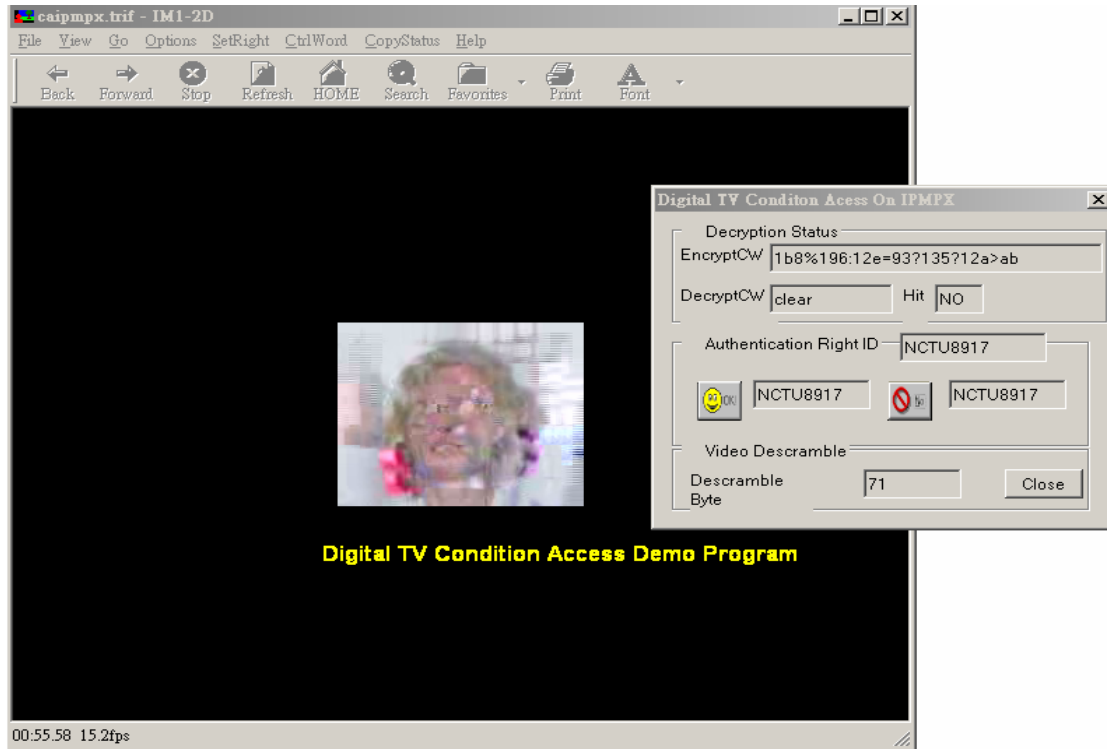 caipmpx.trif - IM1-2D
File View Go Options SetRight CtrlWord CopyStatus Help
Back Forward Stop Refresh HOME Search Favorites Print Font
Digital TV Conditon Acess On IPMPX
Decryption Status
EncryptCW 1b8%196:12e=93?135?12a>ab
DecryptCW clear Hit NO
Authentication Right ID NCTU8917
OK! NCTU8917 No NCTU8917
Video Descramble
Descramble Byte 71 Close
Digital TV Condition Access Demo Program
00:55.58 15.2fps